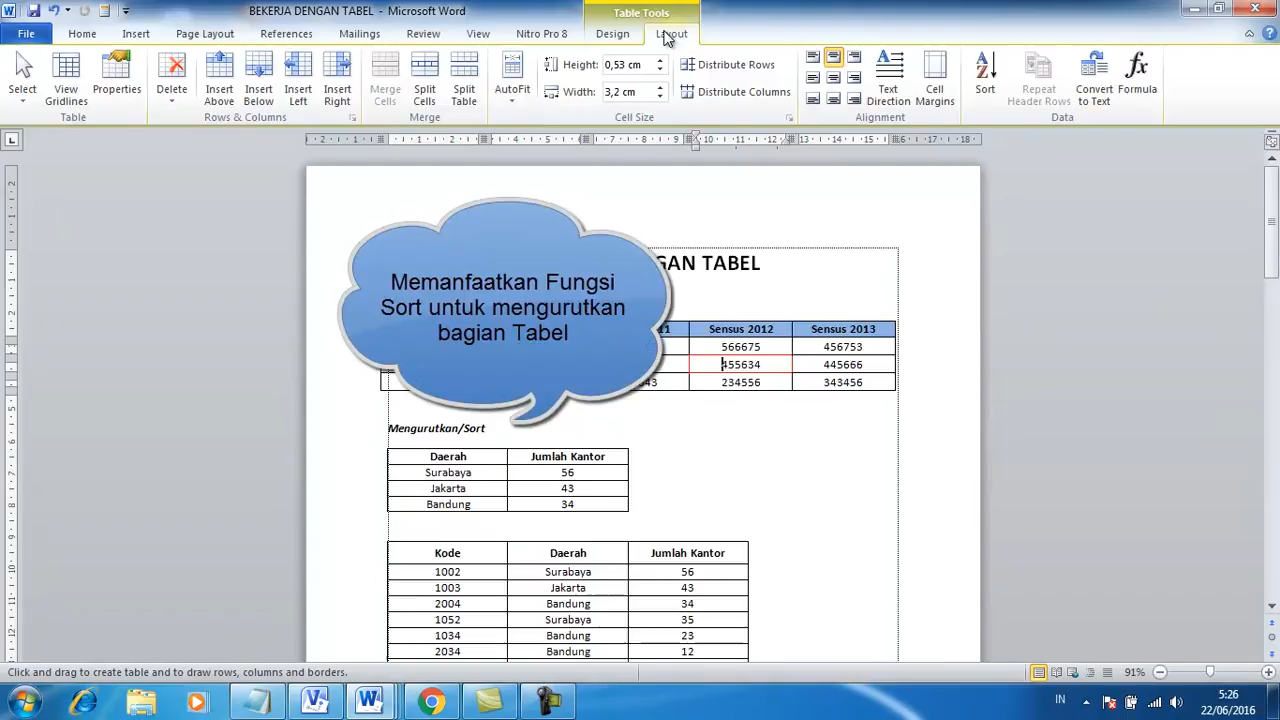 BEKERJA DENGAN TABEL - Microsoft Word
Table Tools
File Home Insert Page Layout References Mailings Review View Nitro Pro 8 Design Layout
Select
View Gridlines
Properties
Table
Delete
Insert Above
Insert Below
Insert Left
Insert Right
Rows & Columns
Merge Cells
Split Cells
Split Table
Merge
AutoFit
Height: 0,53 cm
Width: 3,2 cm
Distribute Rows
Distribute Columns
Cell Size
Text Direction
Cell Margins
Alignment
Sort
Repeat Header Rows
Convert to Text
Formula
Data
Memanfaatkan Fungsi
Sort untuk mengurutkan
bagian Tabel
GAN TABEL
11 Sensus 2012 Sensus 2013
566675 456753
455634 445666
343 234556 343456
Mengurutkan/Sort
Daerah Jumlah Kantor
Surabaya 56
Jakarta 43
Bandung 34
Kode Daerah Jumlah Kantor
1002 Surabaya 56
1003 Jakarta 43
2004 Bandung 34
1052 Surabaya 35
1034 Bandung 23
2034 Bandung 12
Click and drag to create table and to draw rows, columns and borders.
91%
IN
5:26
22/06/2016